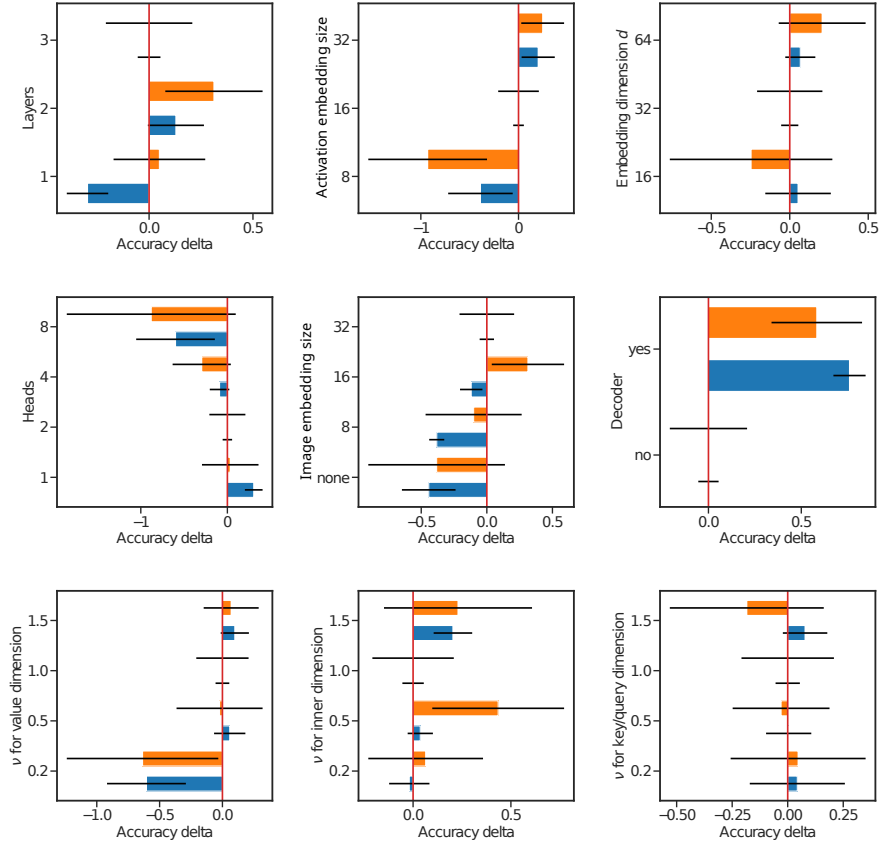 Layers
3
2
1
0.0
0.5
Accuracy delta
Activation embedding size
32
16
8
−1
0
Accuracy delta
Embedding dimension d
64
32
16
−0.5
0.0
0.5
Accuracy delta
Heads
8
4
2
1
−1
0
Accuracy delta
Image embedding size
32
16
8
none
−0.5
0.0
0.5
Accuracy delta
Decoder
yes
no
0.0
0.5
Accuracy delta
ν for value dimension
1.5
1.0
0.5
0.2
−1.0
−0.5
0.0
Accuracy delta
ν for inner dimension
1.5
1.0
0.5
0.2
0.0
0.5
Accuracy delta
ν for key/query dimension
1.5
1.0
0.5
0.2
−0.50
−0.25
0.00
0.25
Accuracy delta